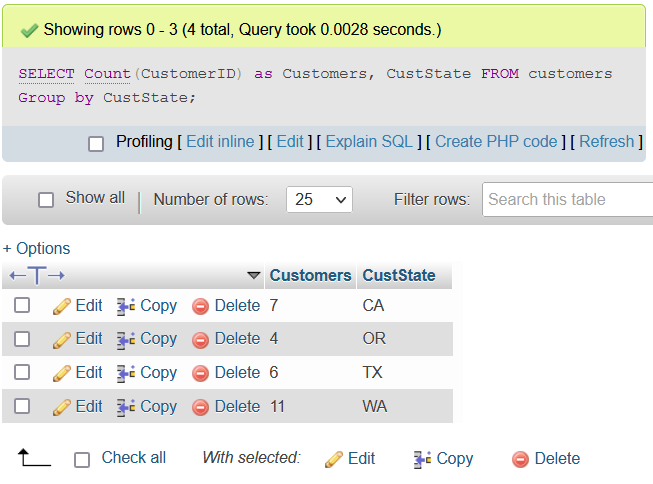 Showing rows 0 - 3 (4 total, Query took 0.0028 seconds.)
SELECT Count(CustomerID) as Customers, CustState FROM customers
Group by CustState;
Profiling [ Edit inline ] [ Edit ] [ Explain SQL ] [ Create PHP code ] [ Refresh ]
Show all | Number of rows: 25 Filter rows: Search this table
+ Options
←T→ Customers CustState
Edit Copy Delete 7 CA
Edit Copy Delete 4 OR
Edit Copy Delete 6 TX
Edit Copy Delete 11 WA
Check all With selected: Edit Copy Delete